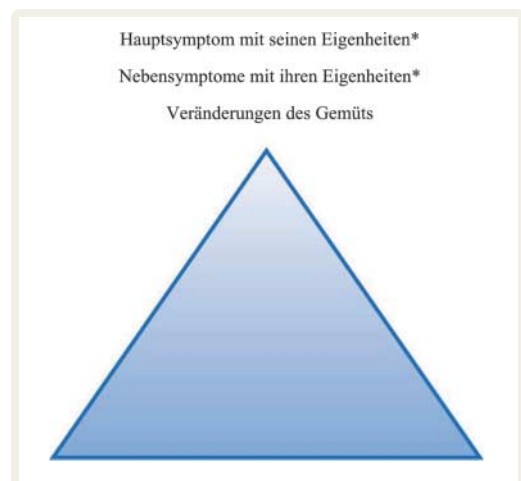 Hauptsymptom mit seinen Eigenheiten*
Nebensymptome mit ihren Eigenheiten*
Veränderungen des Gemüts